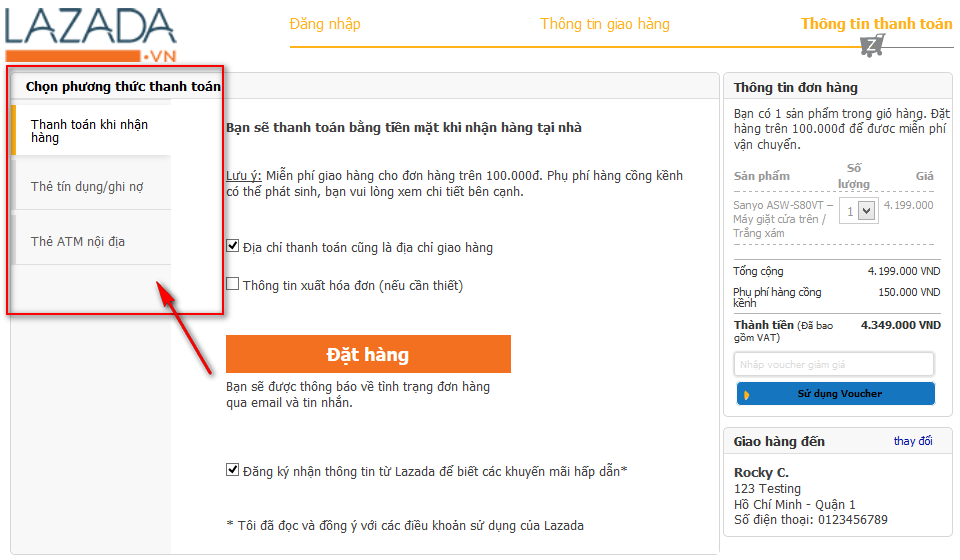 LAZADA
.VN
Đăng nhập
Thông tin giao hàng
Thông tin thanh toán
Chọn phương thức thanh toán
Thanh toán khi nhận
hàng
Thẻ tín dụng/ghi nợ
Thẻ ATM nội địa
Bạn sẽ thanh toán bằng tiền mặt khi nhận hàng tại nhà
Lưu ý: Miễn phí giao hàng cho đơn hàng trên 100.000đ. Phụ phí hàng cồng kềnh
có thể phát sinh, bạn vui lòng xem chi tiết bên cạnh.
Địa chỉ thanh toán cũng là địa chỉ giao hàng
Thông tin xuất hóa đơn (nếu cần thiết)
Đặt hàng
Bạn sẽ được thông báo về tình trạng đơn hàng
qua email và tin nhắn.
Đăng ký nhận thông tin từ Lazada để biết các khuyến mãi hấp dẫn*
* Tôi đã đọc và đồng ý với các điều khoản sử dụng của Lazada
Thông tin đơn hàng
Bạn có 1 sản phẩm trong giỏ hàng. Đặt
hàng trên 100.000đ để được miễn phí
vận chuyển.
Sản phẩm Số lượng Giá
Sanyo ASW-S80VT –
Máy giặt cửa trên /
Trắng xám
1
4.199.000
Tổng cộng 4.199.000 VND
Phụ phí hàng cồng
kềnh
150.000 VND
Thành tiền (Đã bao
gồm VAT)
4.349.000 VND
Nhập voucher giảm giá
Sử dụng Voucher
Giao hàng đến thay đổi
Rocky C.
123 Testing
Hồ Chí Minh - Quận 1
Số điện thoại: 0123456789